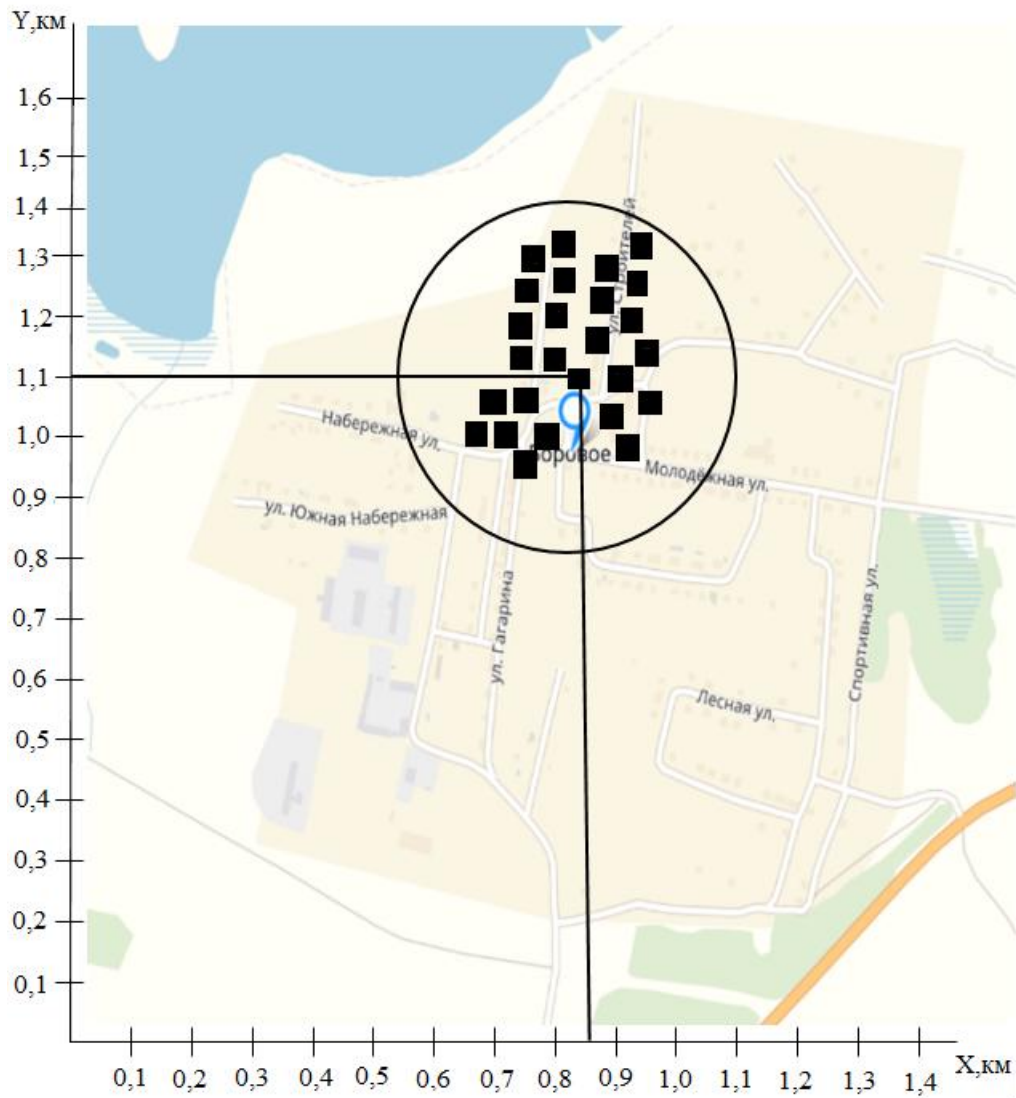 Y,км
1,6
1,5
1,4
1,3
1,2
1,1
1,0
0,9
0,8
0,7
0,6
0,5
0,4
0,3
0,2
0,1
ул. Строителей
Набережная ул.
Боровое
Молодёжная ул.
ул. Южная Набережная
ул. Гагарина
Спортивная ул.
Лесная ул.
0,1 0,2 0,3 0,4 0,5 0,6 0,7 0,8 0,9 1,0 1,1 1,2 1,3 1,4 X,км